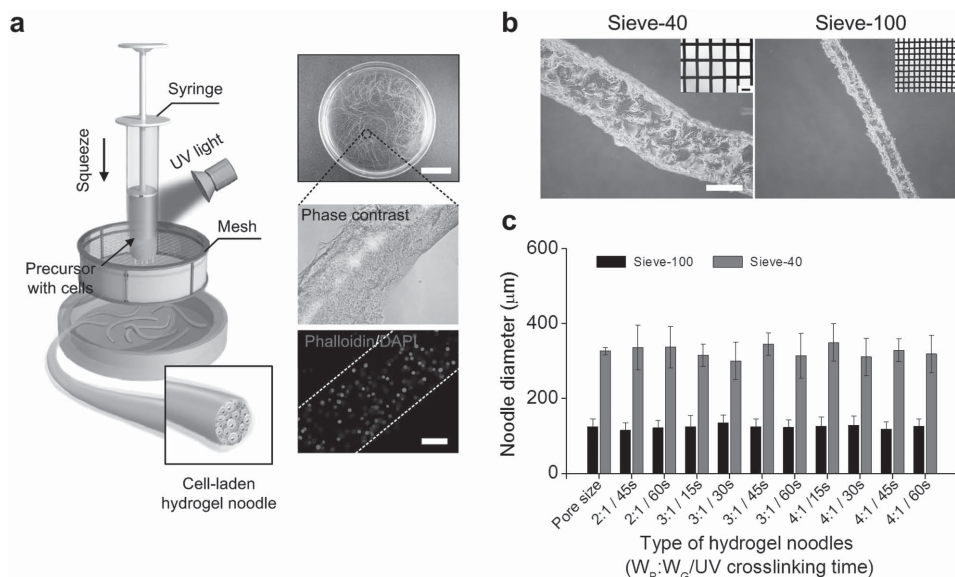 a
Syringe
Squeeze
UV light
Mesh
Precursor
with cells
Cell-laden
hydrogel noodle
Phase contrast
Phalloidin/DAPI
b
Sieve-40
Sieve-100
c
Noodle diameter (μm)
600
400
200
0
Sieve-100
Sieve-40
Pore size
2:1 / 45s
2:1 / 60s
3:1 / 15s
3:1 / 30s
3:1 / 45s
3:1 / 60s
4:1 / 15s
4:1 / 30s
4:1 / 45s
4:1 / 60s
Type of hydrogel noodles
(W_P:W_G/UV crosslinking time)